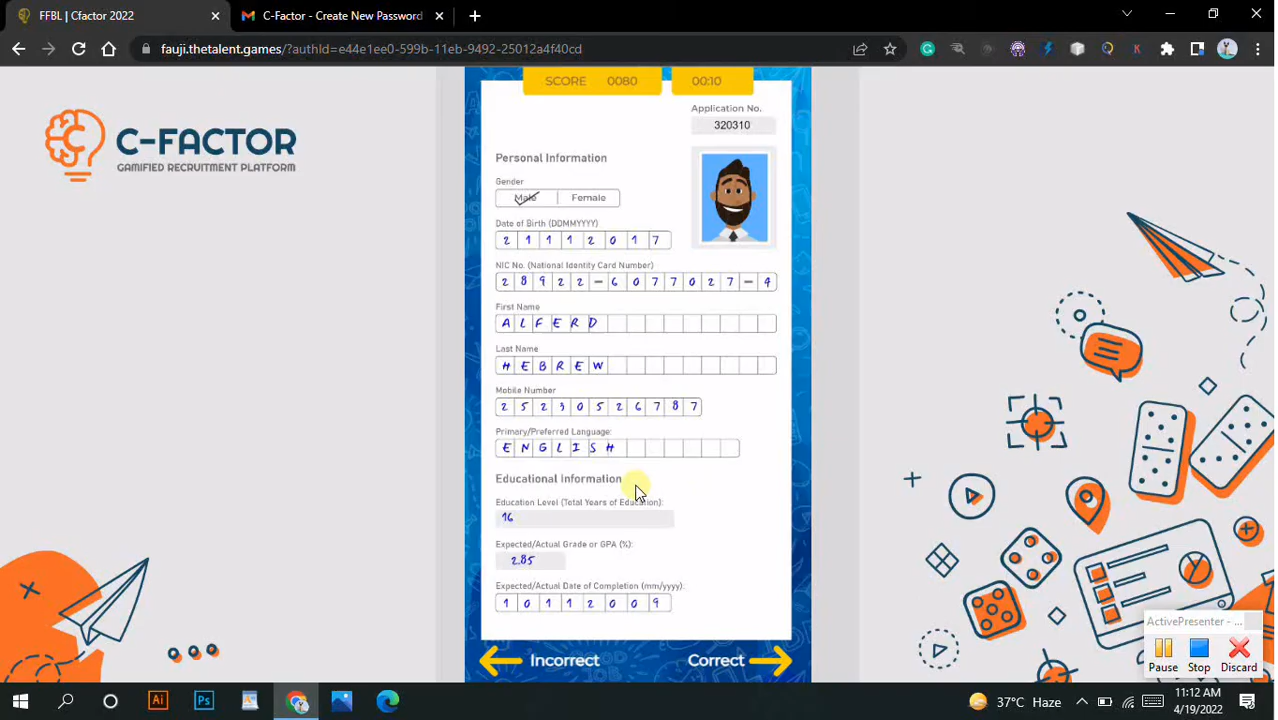 FFBL | Cfactor 2022
C-Factor - Create New Password
fauji.thetalent.games/?authId=e44e1ee0-599b-11eb-9492-25012a4f40cd
SCORE 0080 00:10
C-FACTOR
GAMIFIED RECRUITMENT PLATFORM
Application No.
320310
Personal Information
Gender
Male Female
Date of Birth (DDMMYYYY)
2 1 1 1 2 0 1 7
NIC No. (National Identity Card Number)
2 8 9 2 2 - 6 0 7 7 0 2 7 - 4
First Name
A L F E R D
Last Name
H E B R E W
Mobile Number
2 5 2 3 0 5 2 6 7 8 7
Primary/Preferred Language:
E N G L I S H
Educational Information
Education Level (Total Years of Education):
16
Expected/Actual Grade or GPA (%):
2.85
Expected/Actual Date of Completion (mm/yyyy):
1 0 1 1 2 0 0 9
Incorrect Correct
ActivePresenter - ...
Pause Stop Discard
Ai Ps
37°C Haze
11:12 AM
4/19/2022